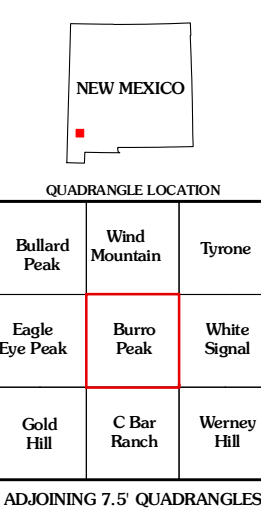 NEW MEXICO
QUADRANGLE LOCATION
Bullard
Peak
Wind
Mountain
Tyrone
Eagle
Eye Peak
Burro
Peak
White
Signal
Gold
Hill
C Bar
Ranch
Werney
Hill
ADJOINING 7.5' QUADRANGLES